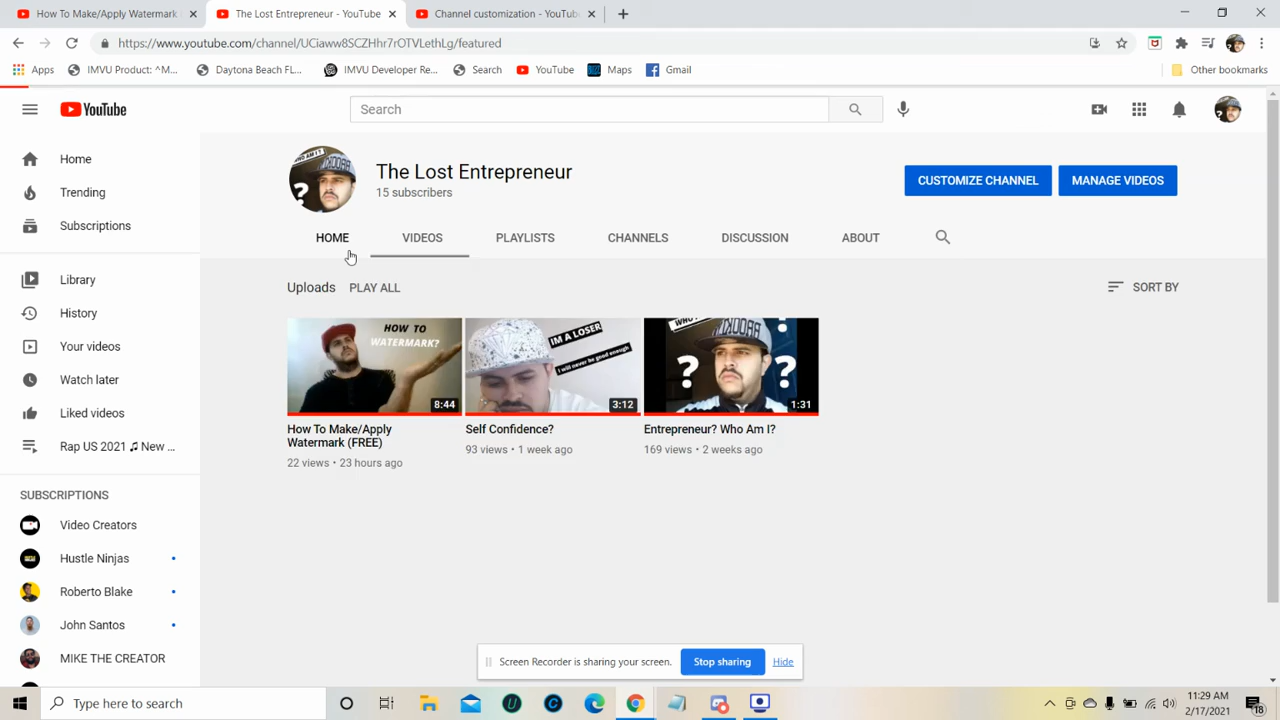 How To Make/Apply Watermark
The Lost Entrepreneur - YouTube
Channel customization - YouTube
https://www.youtube.com/channel/UCiaww8SCZHhr7rOTVLethLg/featured
Apps
IMVU Product: ^M...
Daytona Beach FL...
IMVU Developer Re...
Search
YouTube
Maps
Gmail
Other bookmarks
YouTube
Search
Home
Trending
Subscriptions
Library
History
Your videos
Watch later
Liked videos
Rap US 2021 ♫ New ...
SUBSCRIPTIONS
Video Creators
Hustle Ninjas
Roberto Blake
John Santos
MIKE THE CREATOR
The Lost Entrepreneur
15 subscribers
CUSTOMIZE CHANNEL
MANAGE VIDEOS
HOME
VIDEOS
PLAYLISTS
CHANNELS
DISCUSSION
ABOUT
Uploads
PLAY ALL
SORT BY
HOW TO
WATERMARK?
8:44
How To Make/Apply
Watermark (FREE)
22 views • 23 hours ago
IM A LOSER
I will never be good enough
3:12
Self Confidence?
93 views • 1 week ago
? ?
1:31
Entrepreneur? Who Am I?
169 views • 2 weeks ago
Screen Recorder is sharing your screen.
Stop sharing
Hide
Type here to search
11:29 AM
2/17/2021
18